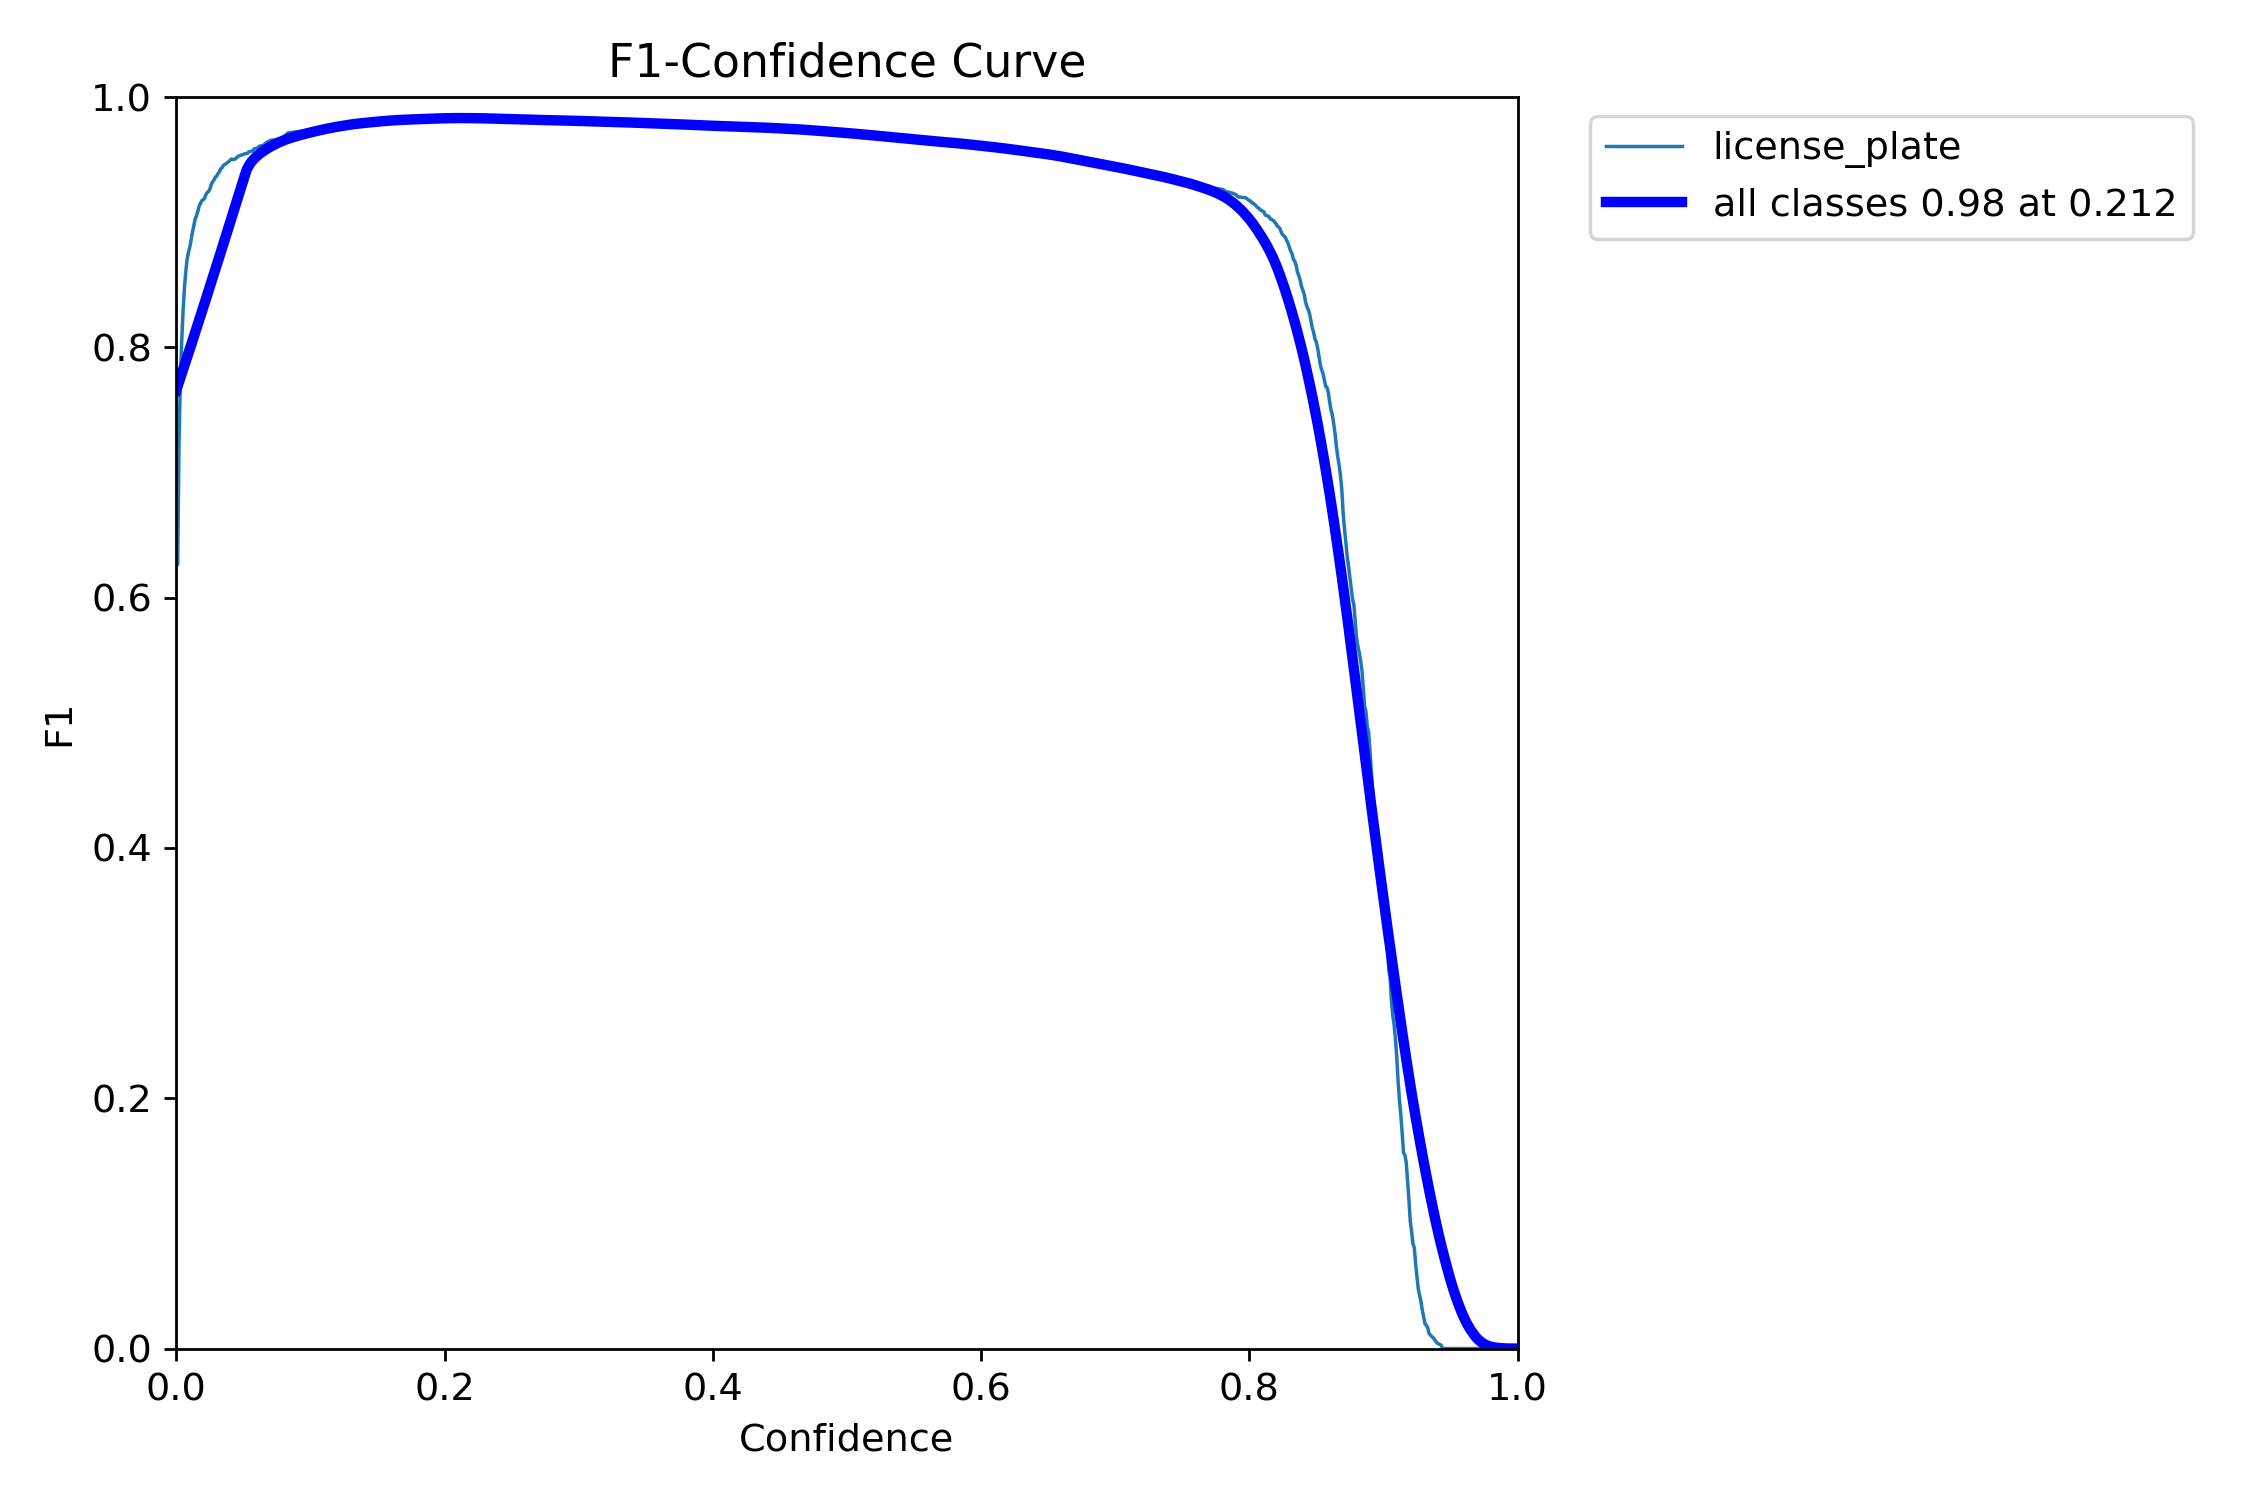 F1-Confidence Curve
1.0
0.8
0.6
0.4
0.2
0.0
F1
0.0 0.2 0.4 0.6 0.8 1.0
Confidence
license_plate
all classes 0.98 at 0.212